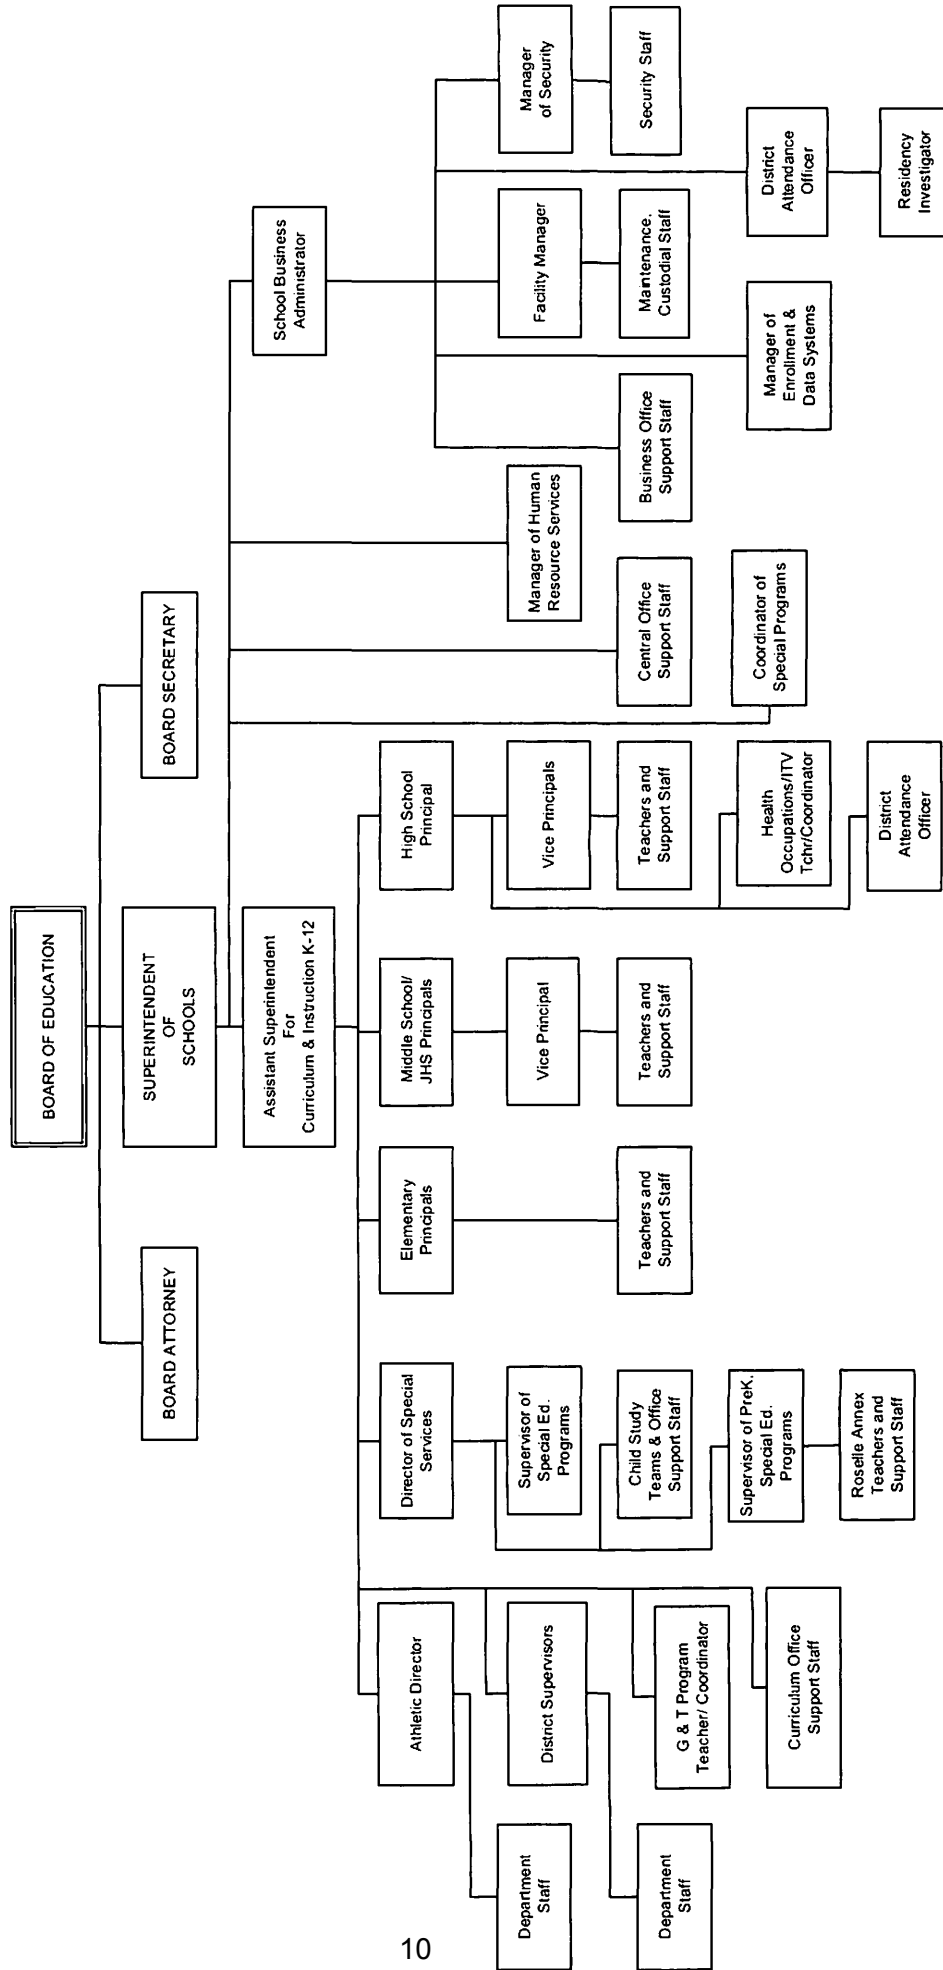 BOARD OF EDUCATION
BOARD ATTORNEY
SUPERINTENDENT
OF
SCHOOLS
BOARD SECRETARY
Assistant Superintendent
For
Curriculum & Instruction K-12
School Business
Administrator
Athletic Director
Department
Staff
District Supervisors
Department
Staff
G & T Program
Teacher/ Coordinator
Curriculum Office
Support Staff
Director of Special
Services
Supervisor of
Special Ed.
Programs
Child Study
Teams & Office
Support Staff
Supervisor of PreK.
Special Ed.
Programs
Roselle Annex
Teachers and
Support Staff
Elementary
Principals
Teachers and
Support Staff
Middle School/
JHS Principals
Vice Principal
Teachers and
Support Staff
High School
Principal
Vice Principals
Teachers and
Support Staff
Health
Occupations/ITV
Tchr/Coordinator
District
Attendance
Officer
Coordinator of
Special Programs
Central Office
Support Staff
Manager of Human
Resource Services
Business Office
Support Staff
Manager of
Enrollment &
Data Systems
Facility Manager
Maintenance.
Custodial Staff
District
Attendance
Officer
Residency
Investigator
Manager
of Security
Security Staff
10